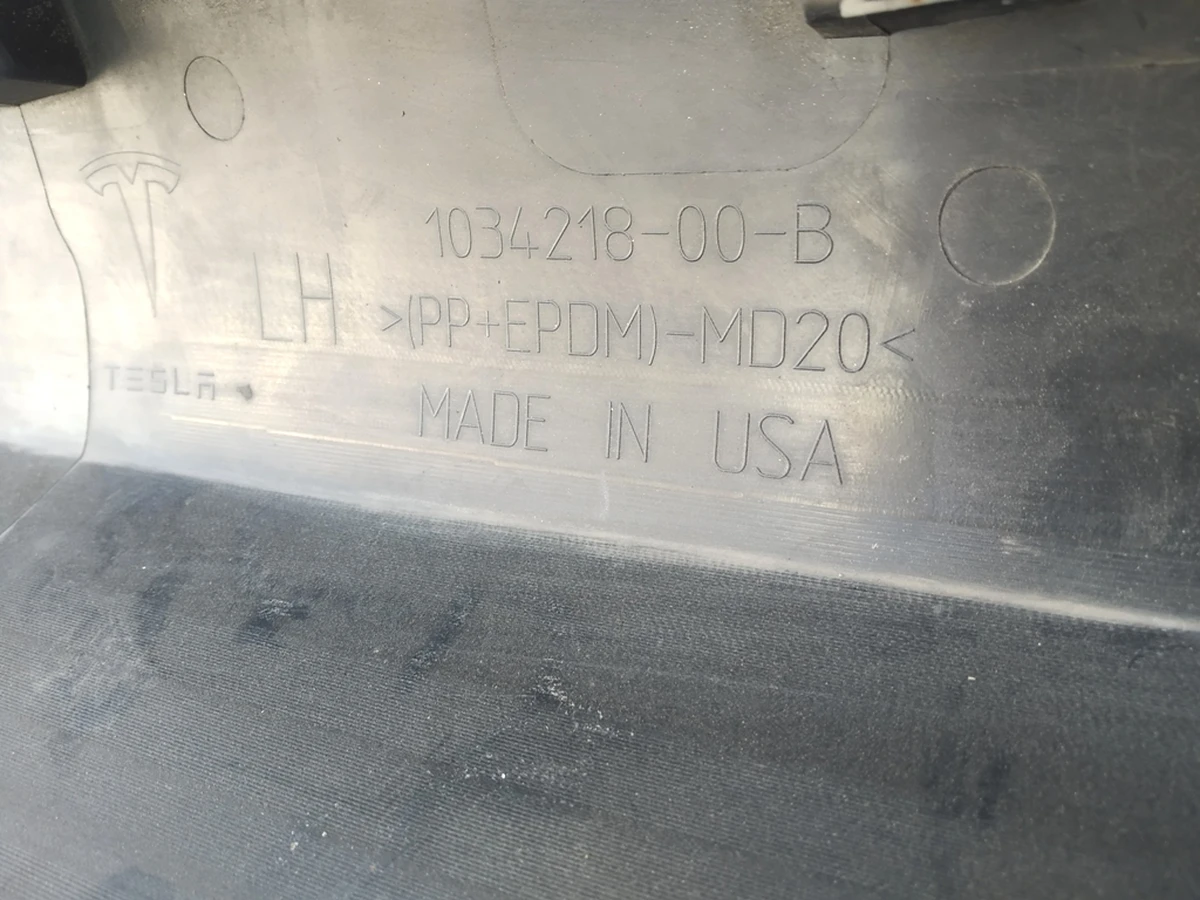 1034218-00-B
LH >(PP+EPDM)-MD20<
TESLA
MADE IN USA